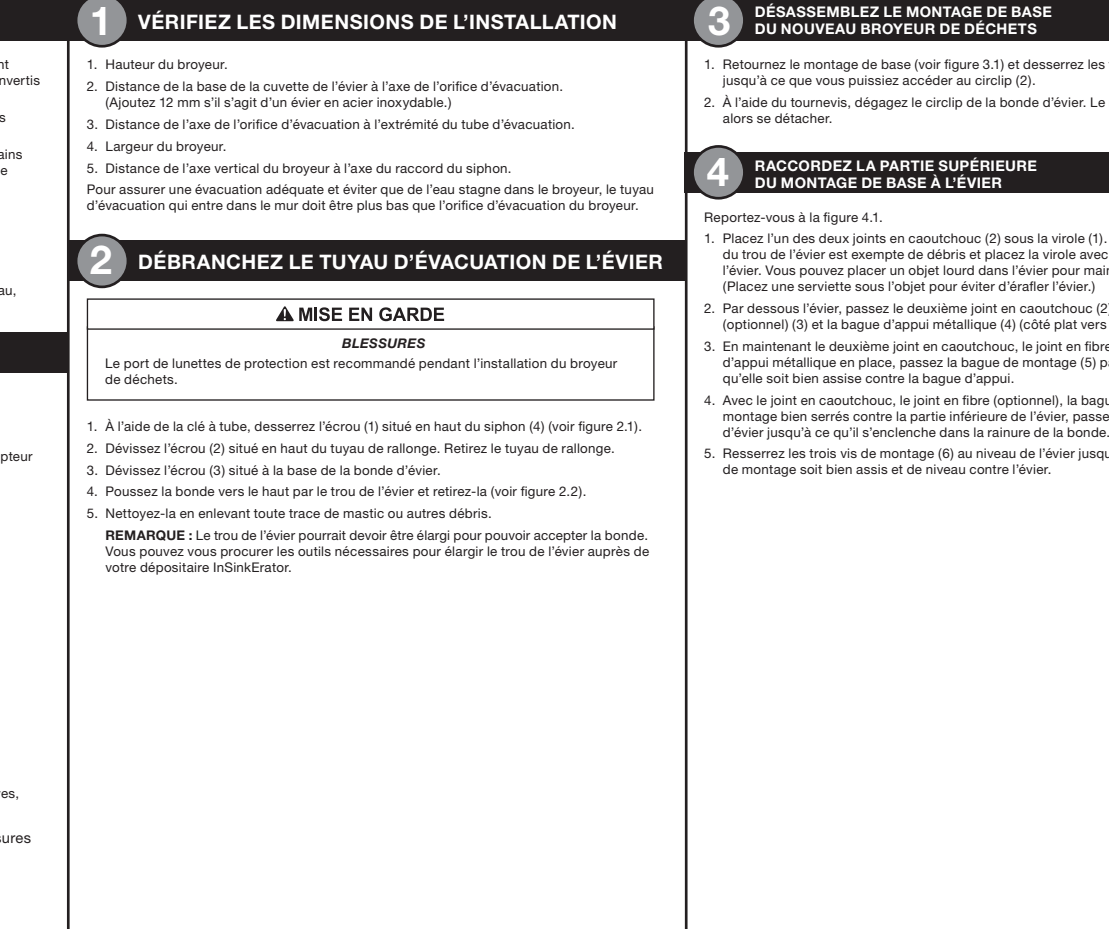 nt
nvertis
s
ains
e
au,
pteur
es,
sures
1 VÉRIFIEZ LES DIMENSIONS DE L'INSTALLATION
1. Hauteur du broyeur.
2. Distance de la base de la cuvette de l'évier à l'axe de l'orifice d'évacuation.
(Ajoutez 12 mm s'il s'agit d'un évier en acier inoxydable.)
3. Distance de l'axe de l'orifice d'évacuation à l'extrémité du tube d'évacuation.
4. Largeur du broyeur.
5. Distance de l'axe vertical du broyeur à l'axe du raccord du siphon.
Pour assurer une évacuation adéquate et éviter que de l'eau stagne dans le broyeur, le tuyau
d'évacuation qui entre dans le mur doit être plus bas que l'orifice d'évacuation du broyeur.
2 DÉBRANCHEZ LE TUYAU D'ÉVACUATION DE L'ÉVIER
⚠ MISE EN GARDE
BLESSURES
Le port de lunettes de protection est recommandé pendant l'installation du broyeur
de déchets.
1. À l'aide de la clé à tube, desserrez l'écrou (1) situé en haut du siphon (4) (voir figure 2.1).
2. Dévissez l'écrou (2) situé en haut du tuyau de rallonge. Retirez le tuyau de rallonge.
3. Dévissez l'écrou (3) situé à la base de la bonde d'évier.
4. Poussez la bonde vers le haut par le trou de l'évier et retirez-la (voir figure 2.2).
5. Nettoyez-la en enlevant toute trace de mastic ou autres débris.
REMARQUE : Le trou de l'évier pourrait devoir être élargi pour pouvoir accepter la bonde.
Vous pouvez vous procurer les outils nécessaires pour élargir le trou de l'évier auprès de
votre dépositaire InSinkErator.
3 DÉSASSEMBLEZ LE MONTAGE DE BASE
DU NOUVEAU BROYEUR DE DÉCHETS
1. Retournez le montage de base (voir figure 3.1) et desserrez les
jusqu'à ce que vous puissiez accéder au circlip (2).
2. À l'aide du tournevis, dégagez le circlip de la bonde d'évier. Le
alors se détacher.
4 RACCORDEZ LA PARTIE SUPÉRIEURE
DU MONTAGE DE BASE À L'ÉVIER
Reportez-vous à la figure 4.1.
1. Placez l'un des deux joints en caoutchouc (2) sous la virole (1).
du trou de l'évier est exempte de débris et placez la virole avec
l'évier. Vous pouvez placer un objet lourd dans l'évier pour main
(Placez une serviette sous l'objet pour éviter d'érafler l'évier.)
2. Par dessous l'évier, passez le deuxième joint en caoutchouc (2)
(optionnel) (3) et la bague d'appui métallique (4) (côté plat vers
3. En maintenant le deuxième joint en caoutchouc, le joint en fibre
d'appui métallique en place, passez la bague de montage (5) pa
qu'elle soit bien assise contre la bague d'appui.
4. Avec le joint en caoutchouc, le joint en fibre (optionnel), la bagu
montage bien serrés contre la partie inférieure de l'évier, passe
d'évier jusqu'à ce qu'il s'enclenche dans la rainure de la bonde.
5. Resserrez les trois vis de montage (6) au niveau de l'évier jusqu
de montage soit bien assis et de niveau contre l'évier.